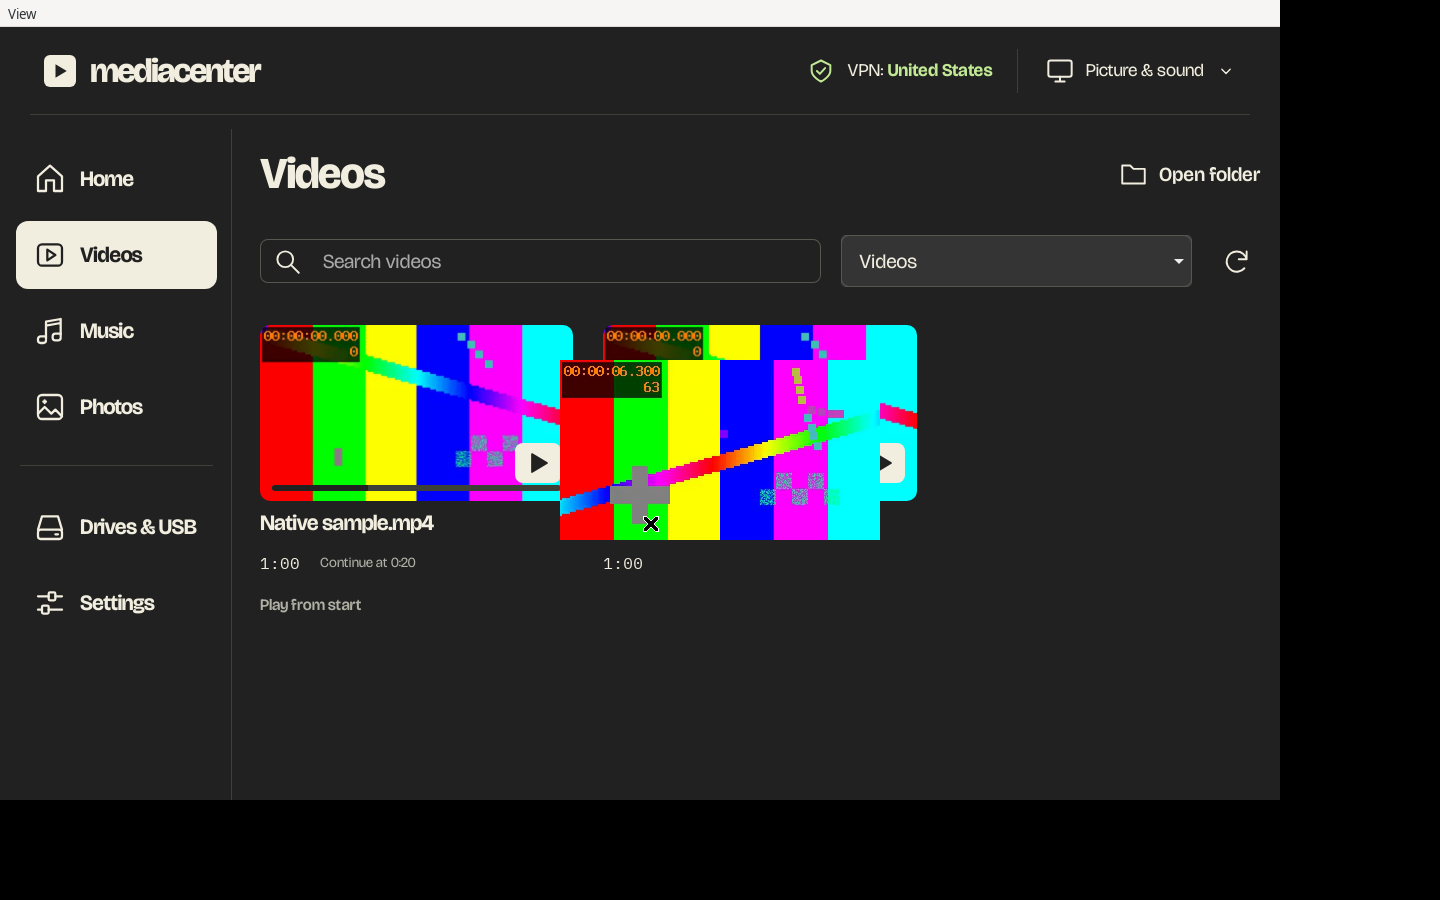 View
mediacenter
VPN: United States
Picture & sound
Home
Videos
Music
Photos
Drives & USB
Settings
Videos
Open folder
Search videos
Videos
00:00:00.000
0
00:00:00.000
0
00:00:06.300
63
Native sample.mp4
1:00
Continue at 0:20
1:00
Play from start